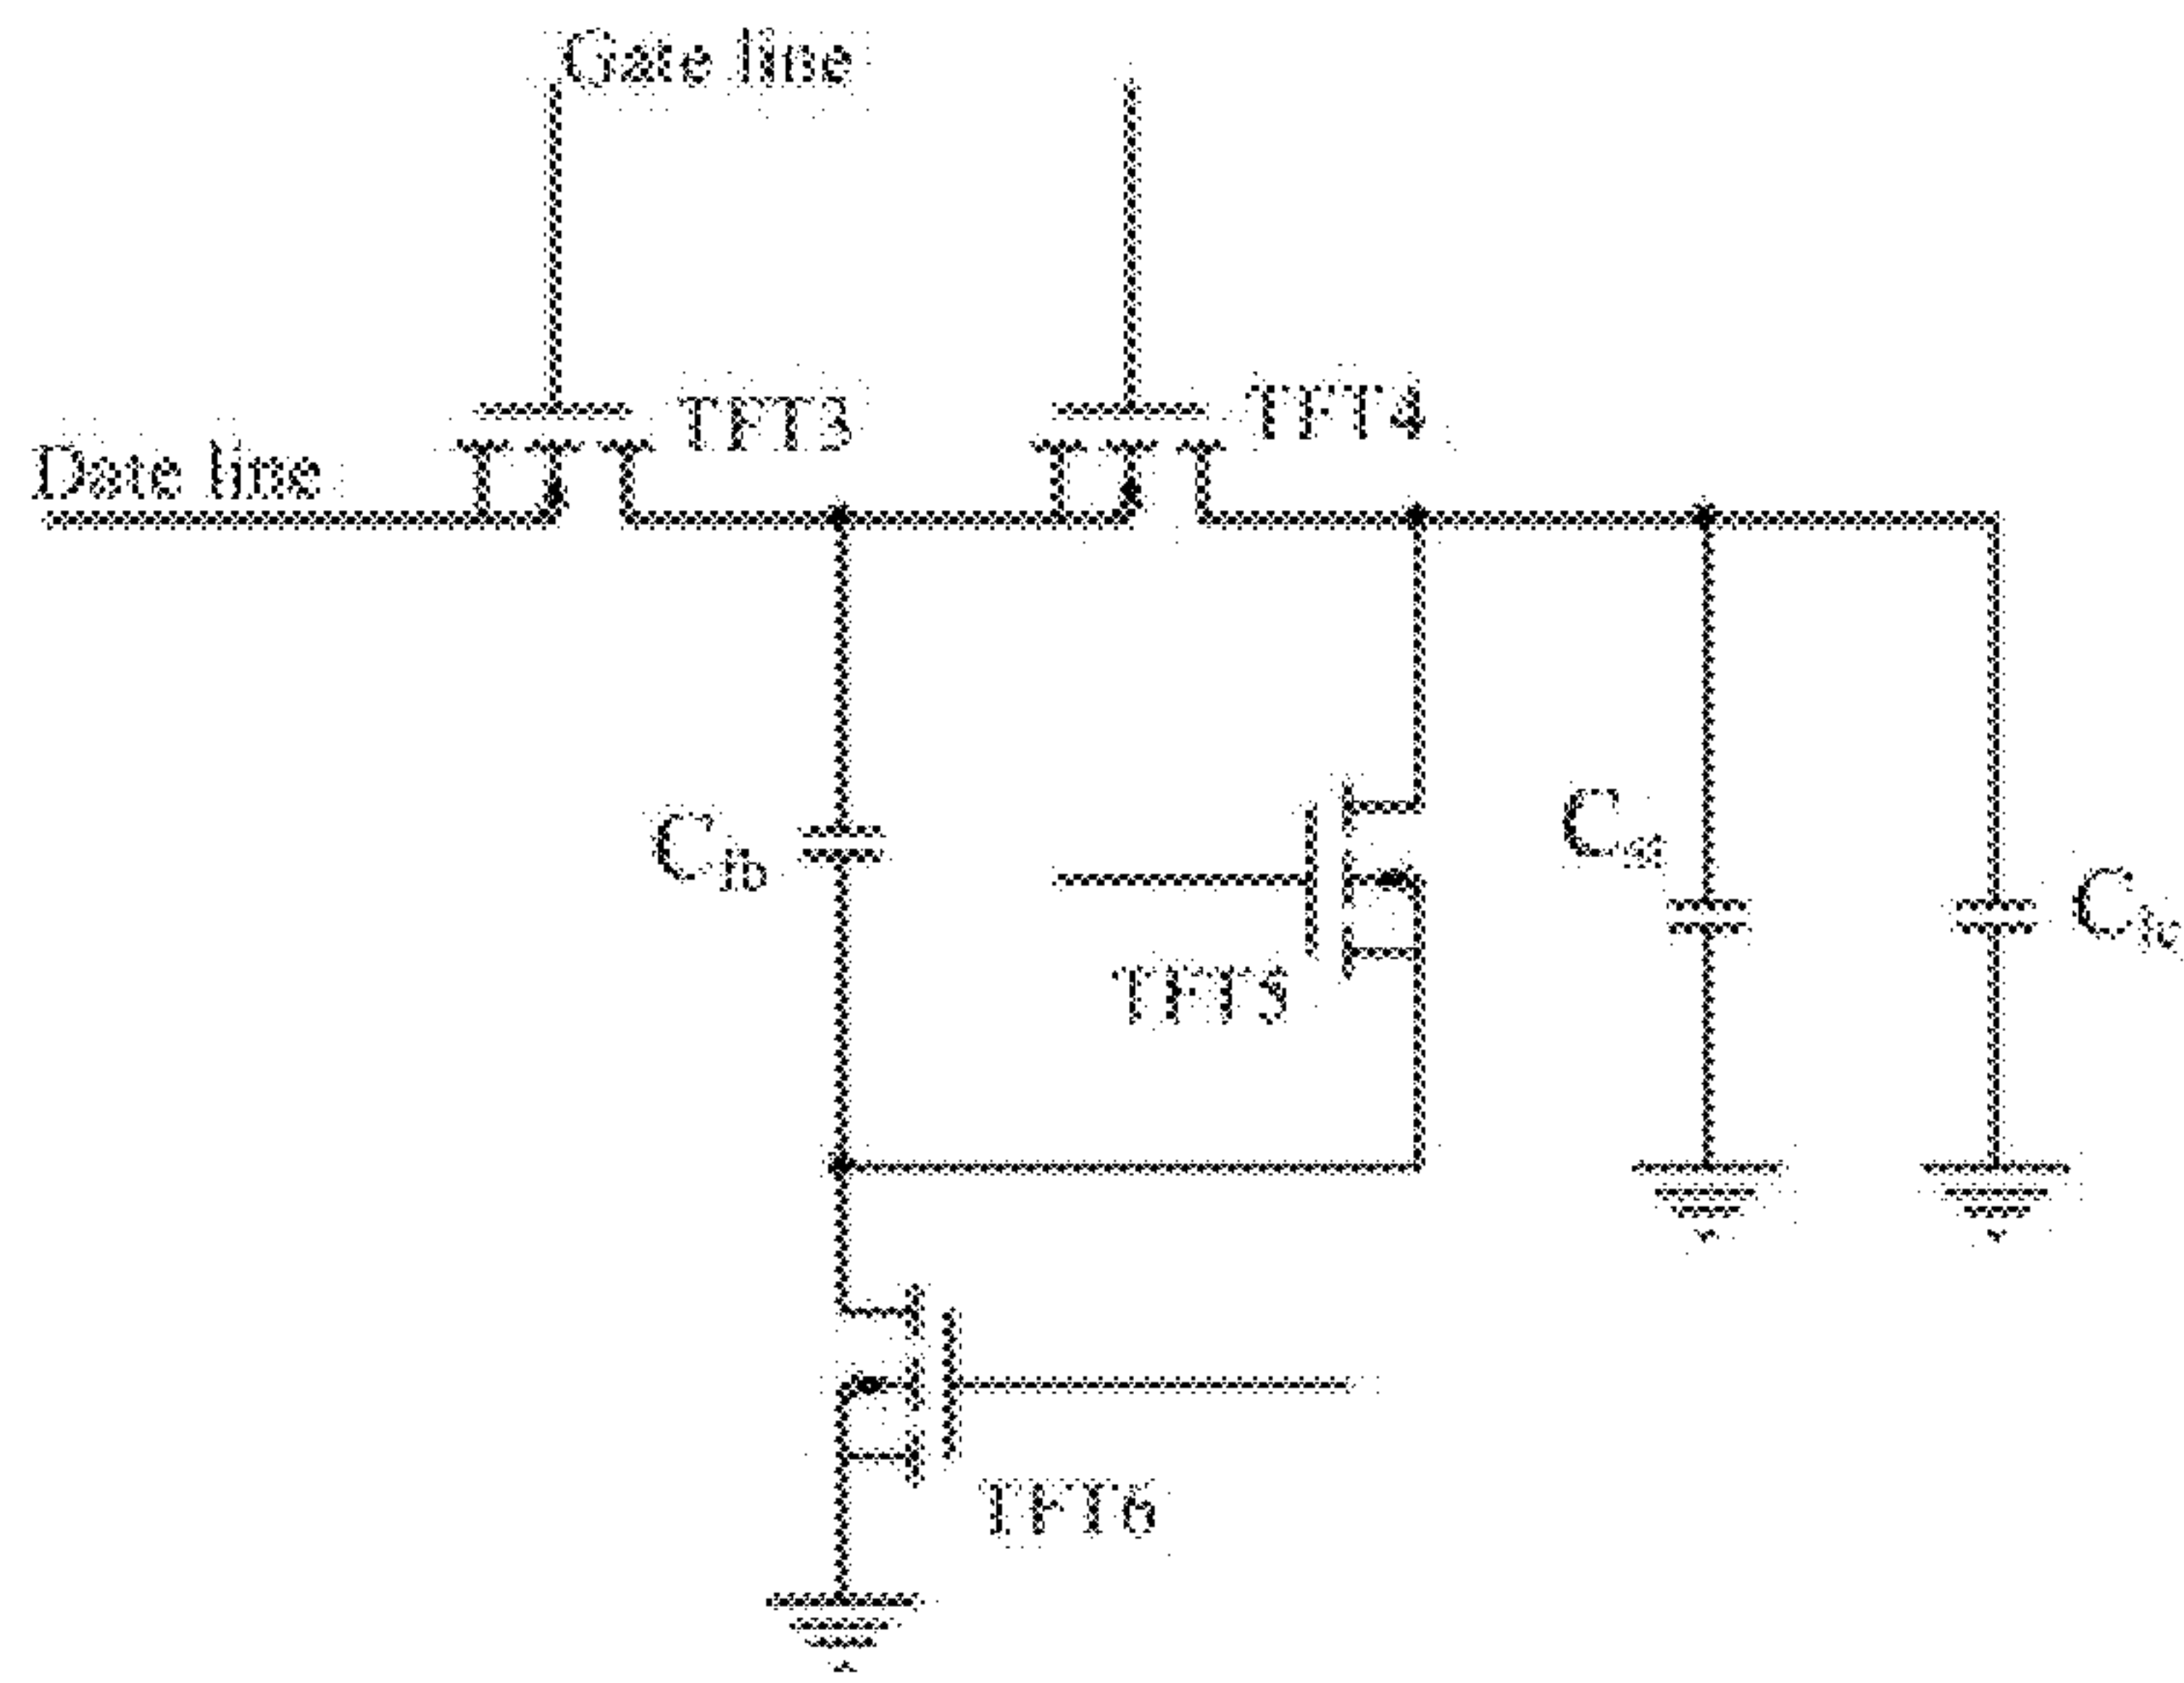 Gate line
TFT3
TFT4
Date line
Cfb
Cst
Clc
TFT5
TFT6